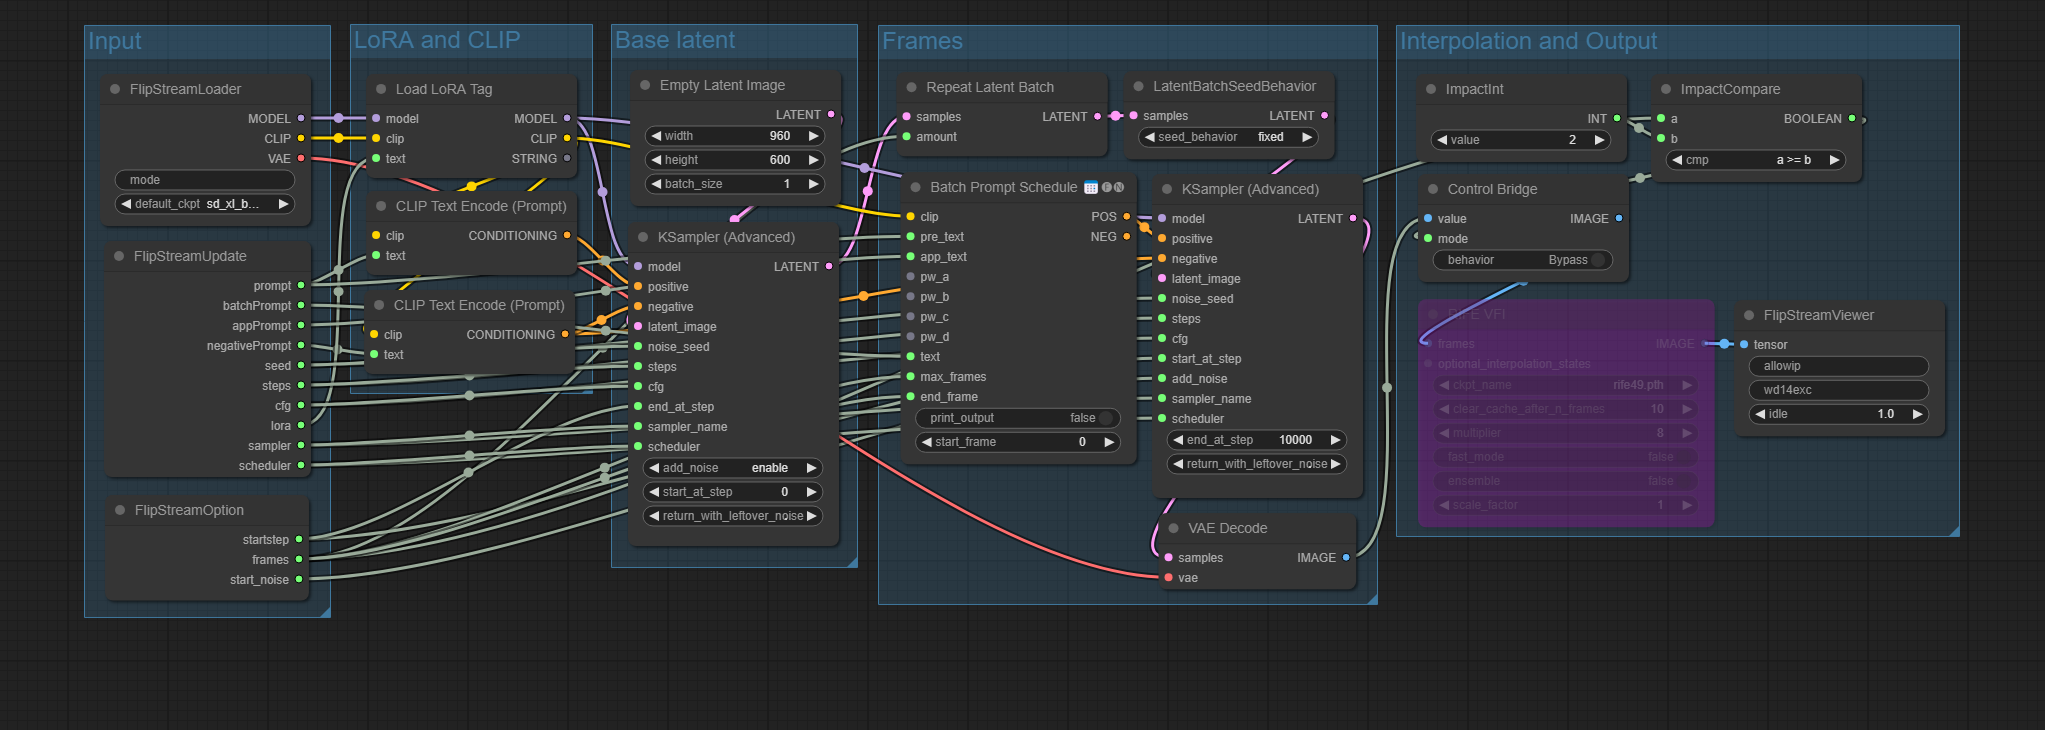 Input
FlipStreamLoader
MODEL
CLIP
VAE
mode
default_ckpt sd_xl_b...
FlipStreamUpdate
prompt
batchPrompt
appPrompt
negativePrompt
seed
steps
cfg
lora
sampler
scheduler
FlipStreamOption
startstep
frames
start_noise
LoRA and CLIP
Load LoRA Tag
model MODEL
clip CLIP
text STRING
CLIP Text Encode (Prompt)
clip CONDITIONING
text
CLIP Text Encode (Prompt)
clip CONDITIONING
text
Base latent
Empty Latent Image
LATENT
width 960
height 600
batch_size 1
KSampler (Advanced)
model LATENT
positive
negative
latent_image
noise_seed
steps
cfg
end_at_step
sampler_name
scheduler
add_noise enable
start_at_step 0
return_with_leftover_noise
Frames
Repeat Latent Batch
samples LATENT
amount
LatentBatchSeedBehavior
samples LATENT
seed_behavior fixed
Batch Prompt Schedule 📅🅕🅝
clip POS
pre_text NEG
app_text
pw_a
pw_b
pw_c
pw_d
text
max_frames
end_frame
print_output false
start_frame 0
KSampler (Advanced)
model LATENT
positive
negative
latent_image
noise_seed
steps
cfg
start_at_step
add_noise
sampler_name
scheduler
end_at_step 10000
return_with_leftover_noise
VAE Decode
samples IMAGE
vae
Interpolation and Output
ImpactInt
INT
value 2
ImpactCompare
a BOOLEAN
b
cmp a >= b
Control Bridge
value IMAGE
mode
behavior Bypass
RIFE VFI
frames IMAGE
optional_interpolation_states
ckpt_name rife49.pth
clear_cache_after_n_frames 10
multiplier 8
fast_mode false
ensemble false
scale_factor 1
FlipStreamViewer
tensor
allowip
wd14exc
idle 1.0